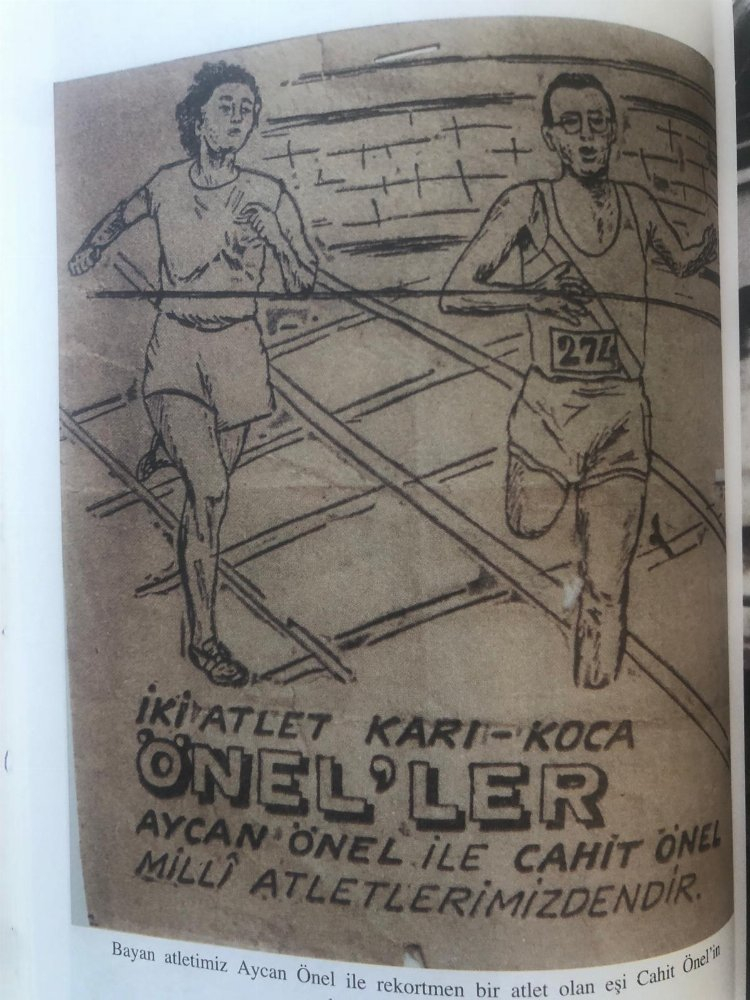 274
İKİ ATLET KARI-KOCA
ÖNEL'LER
AYCAN ÖNEL İLE CAHİT ÖNEL
MİLLÎ ATLETLERİMİZDENDİR.
Bayan atletimiz Aycan Önel ile rekortmen bir atlet olan eşi Cahit Önel'in